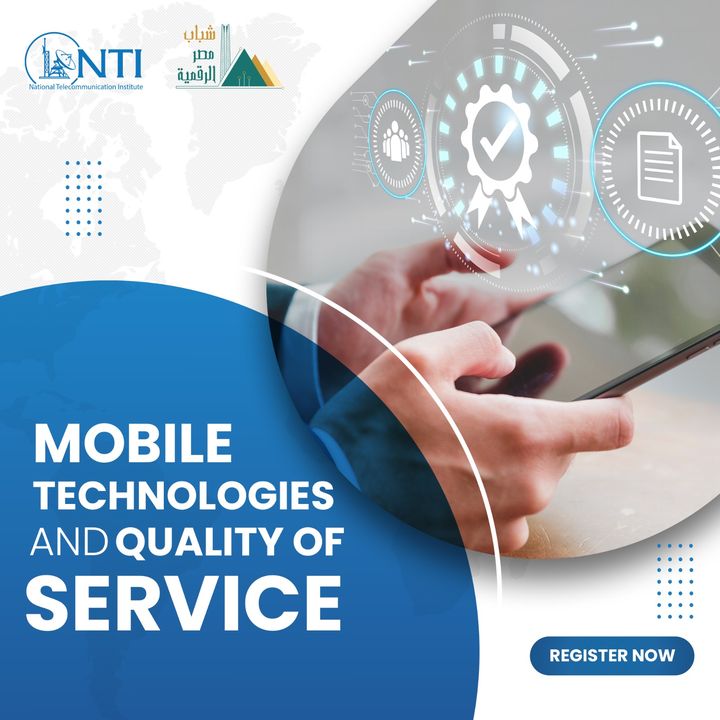 NTI
National Telecommunication Institute
شباب
مصر
الرقمية
MOBILE
TECHNOLOGIES
AND QUALITY OF
SERVICE
REGISTER NOW